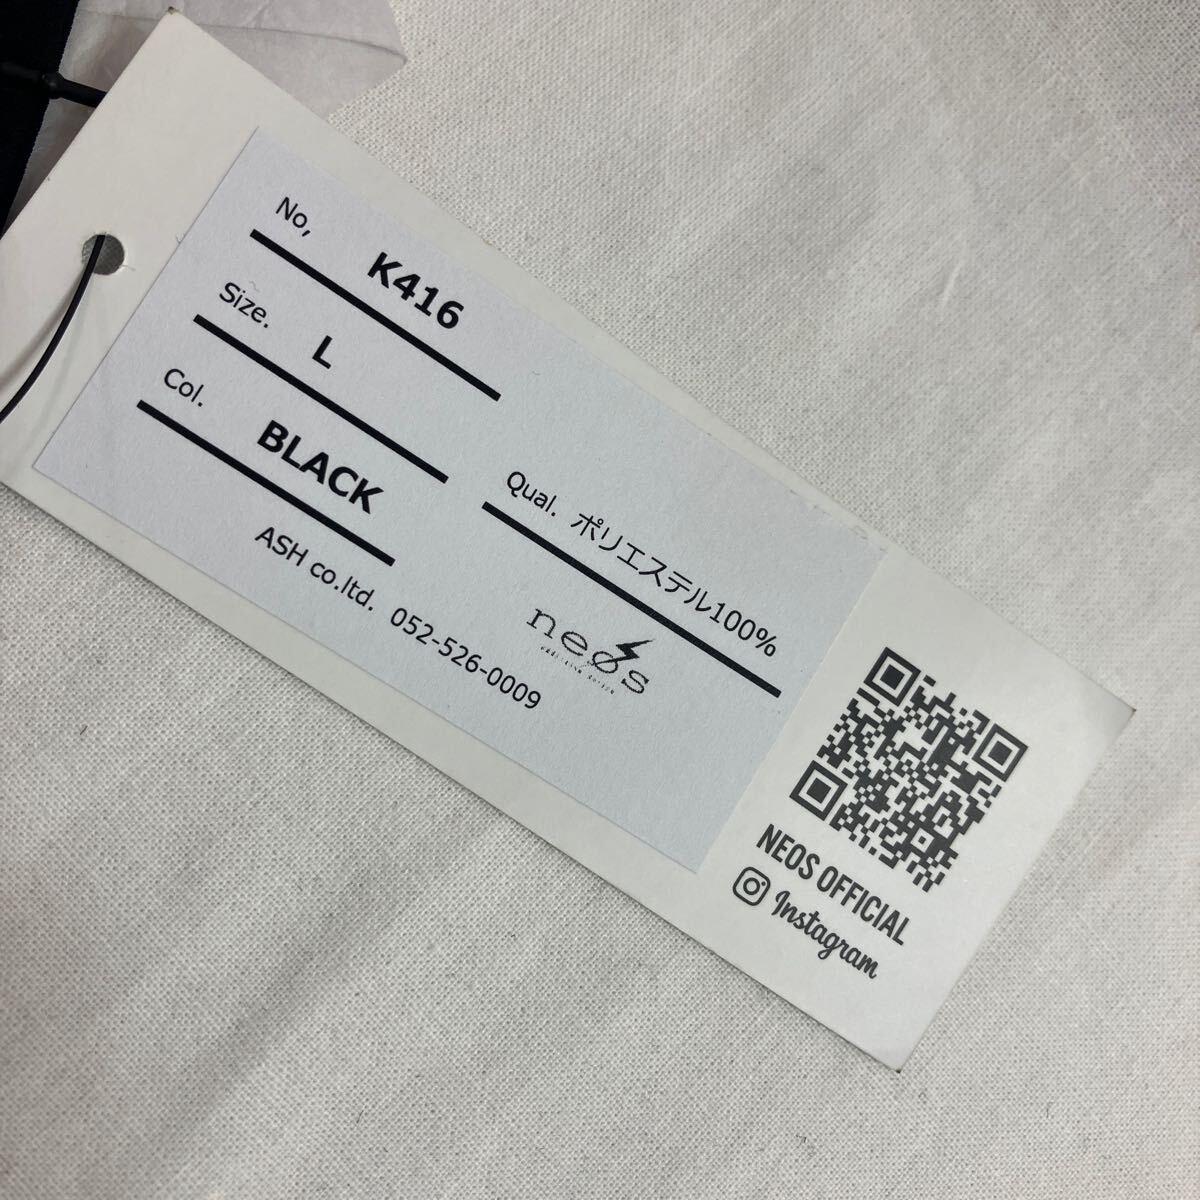 No, K416
Size. L
Col. BLACK
Qual. ポリエステル100%
ASH co.ltd. 052-526-0009
neos
NEOS OFFICIAL
Instagram